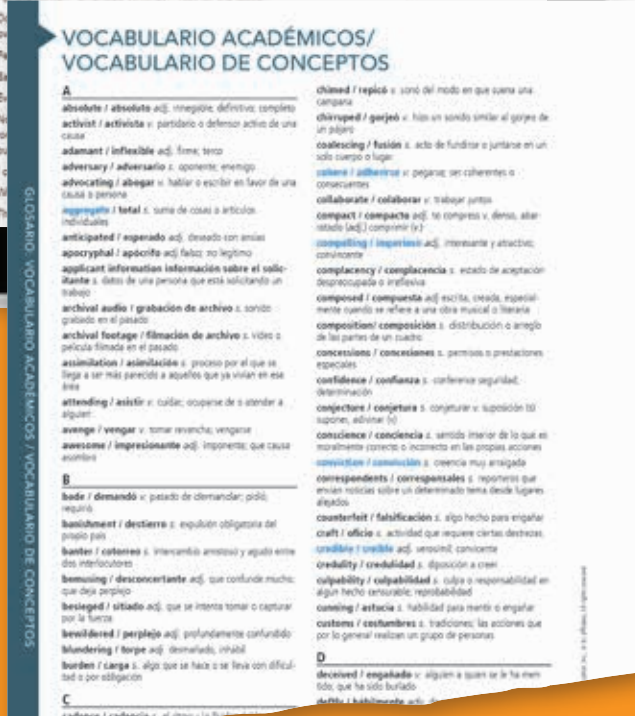 VOCABULARIO ACADÉMICOS/
VOCABULARIO DE CONCEPTOS
GLOSARIO: VOCABULARIO ACADÉMICOS / VOCABULARIO DE CONCEPTOS
A
absolute / absoluto adj. innegable; definitivo; completo
activist / activista v. partidario o defensor activo de una
causa
adamant / inflexible adj. firme; terco
adversary / adversario s. oponente; enemigo
advocating / abogar v. hablar o escribir en favor de una
causa o persona
aggregate / total s. suma de cosas o artículos
individuales
anticipated / esperado adj. deseado con ansias
apocryphal / apócrifo adj. falso; no legítimo
applicant information información sobre el solic-
itante s. datos de una persona que está solicitando un
trabajo
archival audio / grabación de archivo s. sonido
grabado en el pasado
archival footage / filmación de archivo s. video o
película filmada en el pasado
assimilation / asimilación s. proceso por el que se
llega a ser más parecido a aquellos que ya vivían en esa
área
attending / asistir v. cuidar; ocuparse de o atender a
alguien
avenge / vengar v. tomar revancha; vengarse
awesome / impresionante adj. imponente; que causa
asombro
B
bade / demandó v. pasado de demandar; pidió;
requirió
banishment / destierro s. expulsión obligatoria del
propio país
banter / cotorreo s. intercambio amistoso y agudo entre
dos interlocutores
bemusing / desconcertante adj. que confunde mucho;
que deja perplejo
besieged / sitiado adj. que se intenta tomar o capturar
por la fuerza
bewildered / perplejo adj. profundamente confundido
blundering / torpe adj. desmañado, inhábil
burden / carga s. algo que se hace o se lleva con dificul-
tad o por obligación
C
chimed / repicó v. sonó del modo en que suena una
campana
chirruped / gorjeó v. hizo un sonido similar al gorjeo de
un pájaro
coalescing / fusión s. acto de fundirse o juntarse en un
solo cuerpo o lugar
cohere / adherirse v. pegarse; ser coherentes o
consecuentes
collaborate / colaborar v. trabajar juntos
compact / compacto adj. to compress v. denso, abar-
rotado (adj.) comprimir (v.)
compelling / imperioso adj. interesante y atractivo;
convincente
complacency / complacencia s. estado de aceptación
despreocupada o irreflexiva
composed / compuesta adj escrita, creada, especial-
mente cuando se refiere a una obra musical o literaria
composition/ composición s. distribución o arreglo
de las partes de un cuadro
concessions / concesiones s. permisos o prestaciones
especiales
confidence / confianza s. conference seguridad;
determinación
conjecture / conjetura s. conjeturar v. suposición (s)
suponer, adivinar (v)
conscience / conciencia s. sentido interior de lo que es
moralmente correcto o incorrecto en las propias acciones
conviction / convicción s. creencia muy arraigada
correspondents / corresponsales s. reporteros que
envían noticias sobre un determinado tema desde lugares
alejados
counterfeit / falsificación s. algo hecho para engañar
craft / oficio s. actividad que requiere ciertas destrezas
credible / creíble adj. verosímil; convicente
credulity / credulidad s. diposición a creer
culpability / culpabilidad s. culpa o responsabilidad en
algún hecho censurable; reprobabilidad
cunning / astucia s. habilidad para mentir o engañar
customs / costumbres s. tradiciones; las acciones que
por lo general realizan un grupo de personas
D
deceived / engañado v. alguien a quien se le ha men-
tido; que ha sido burlado
deftly / hábilmente adv.